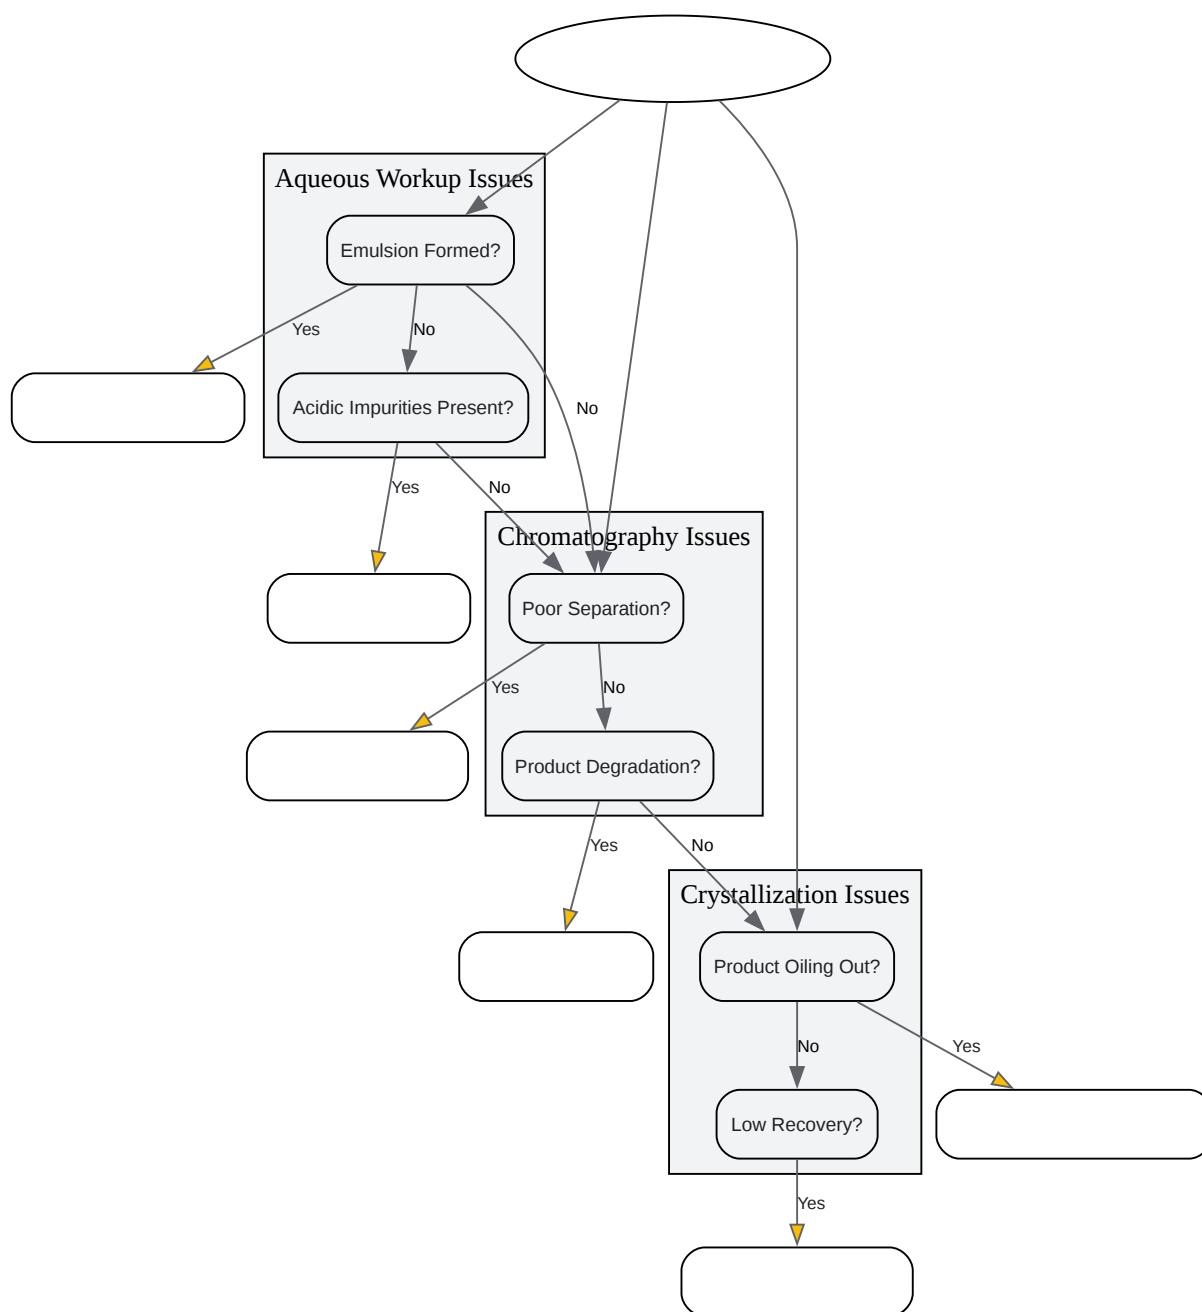 Aqueous Workup Issues
Emulsion Formed?
Yes
No
Acidic Impurities Present?
No
Yes
No
Chromatography Issues
Poor Separation?
Yes
No
Product Degradation?
Yes
No
Crystallization Issues
Product Oiling Out?
No
Yes
Low Recovery?
Yes